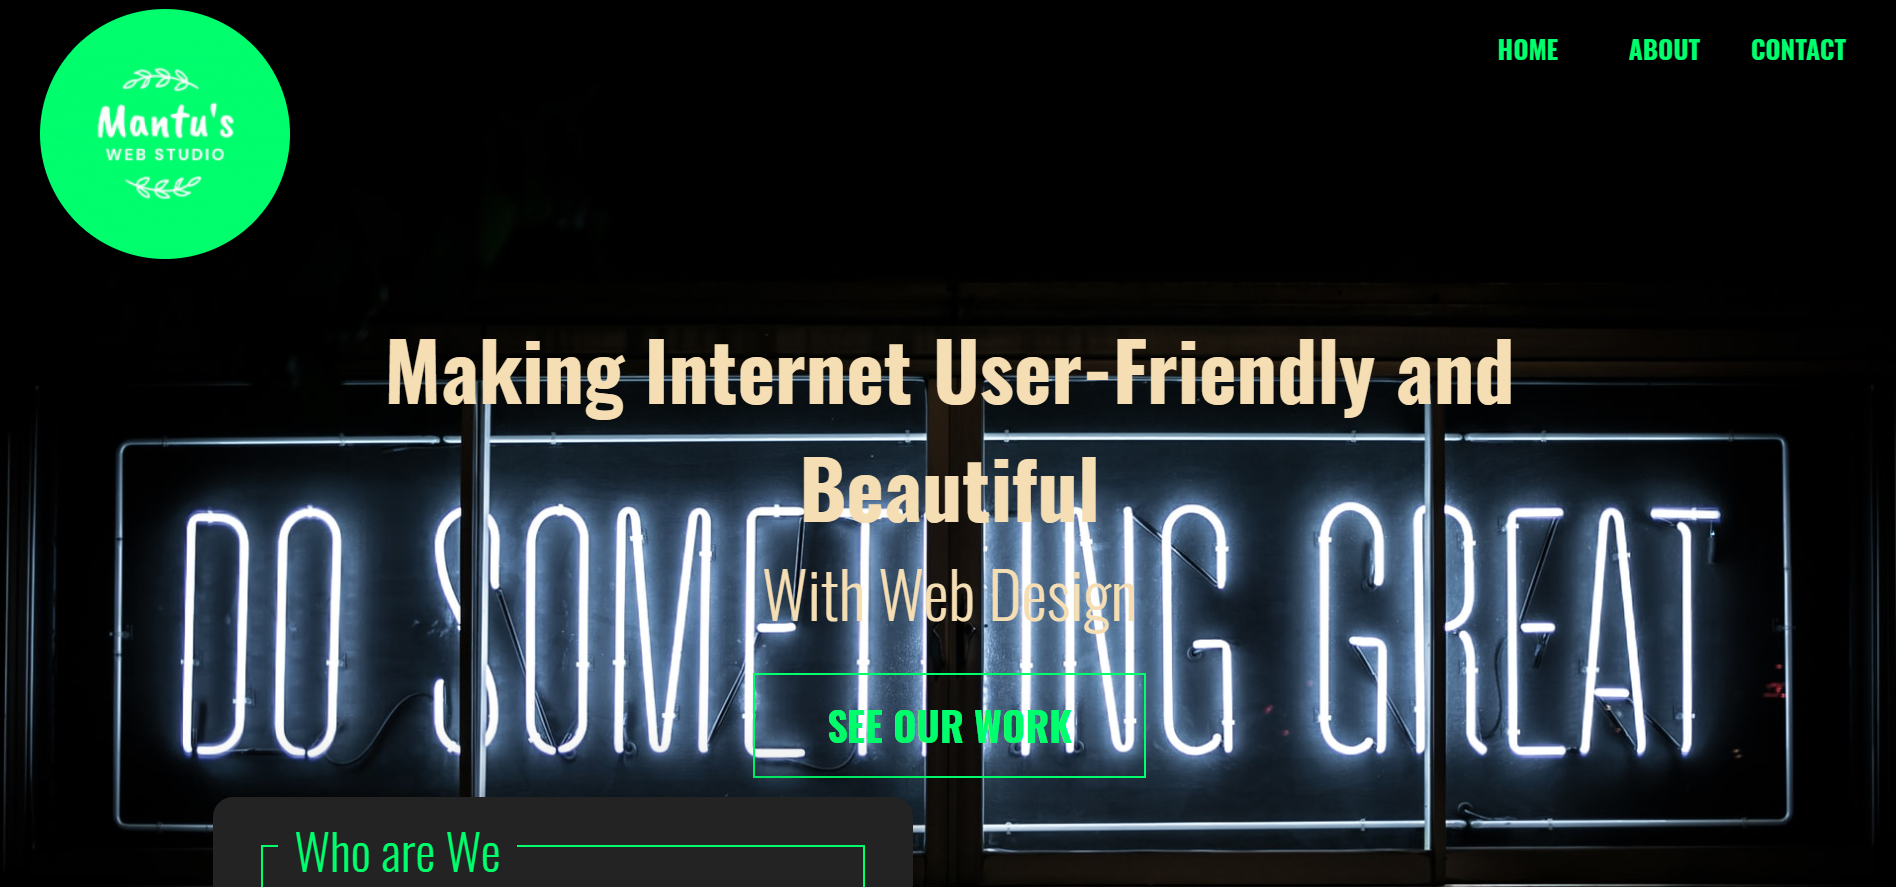 Mantu's
WEB STUDIO
HOME ABOUT CONTACT
Making Internet User-Friendly and
Beautiful
With Web Design
DO SOMETHING GREAT
SEE OUR WORK
Who are We